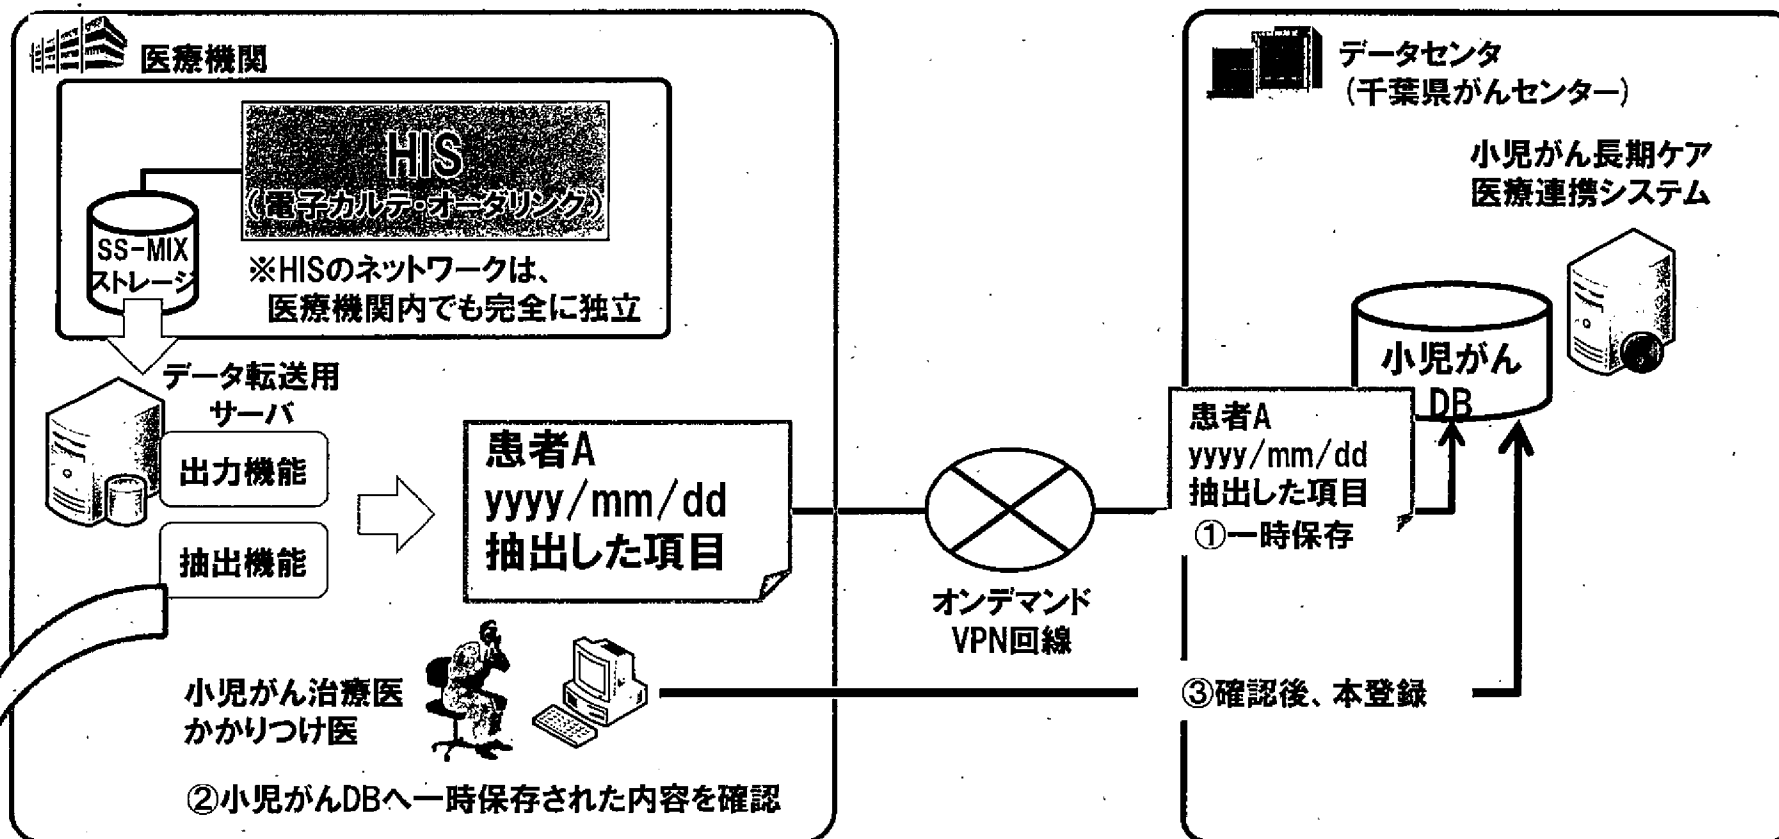 医療機関
HIS
(電子カルテ・オーダリング)
SS-MIX
ストレージ
※HISのネットワークは、
医療機関内でも完全に独立
データ転送用
サーバ
出力機能
抽出機能
患者A
yyyy/mm/dd
抽出した項目
小児がん治療医
かかりつけ医
②小児がんDBへ一時保存された内容を確認
オンデマンド
VPN回線
データセンタ
(千葉県がんセンター)
小児がん長期ケア
医療連携システム
小児がん
DB
患者A
yyyy/mm/dd
抽出した項目
①一時保存
③確認後、本登録